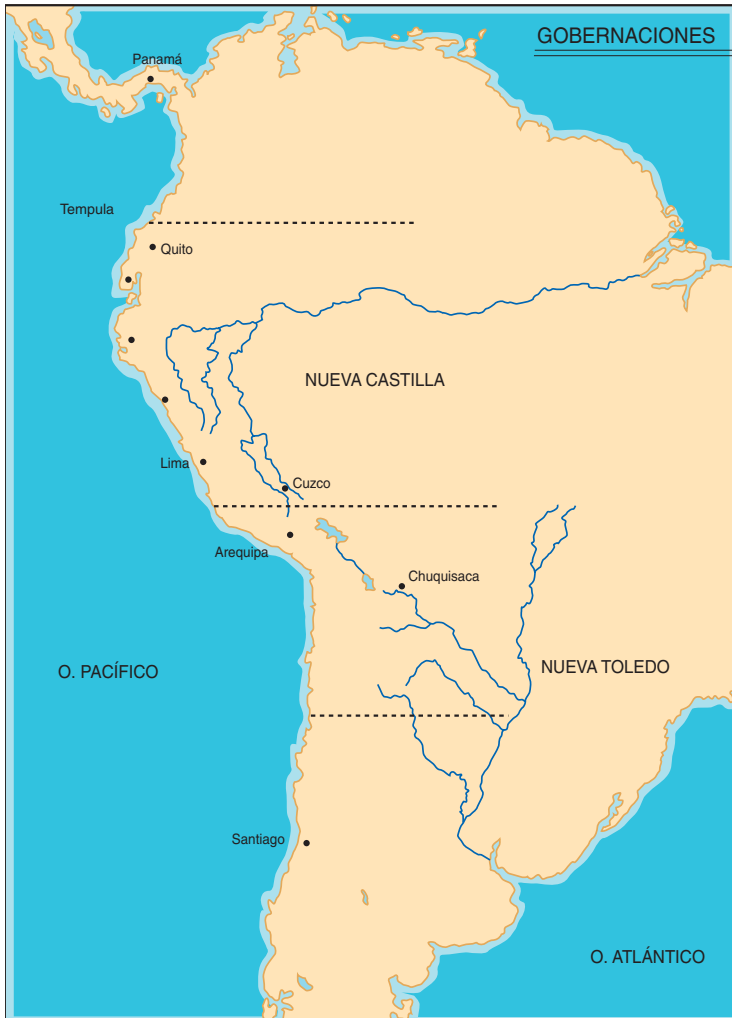 GOBERNACIONES
Panamá
Tempula
Quito
NUEVA CASTILLA
Lima
Cuzco
Arequipa
Chuquisaca
NUEVA TOLEDO
O. PACÍFICO
Santiago
O. ATLÁNTICO